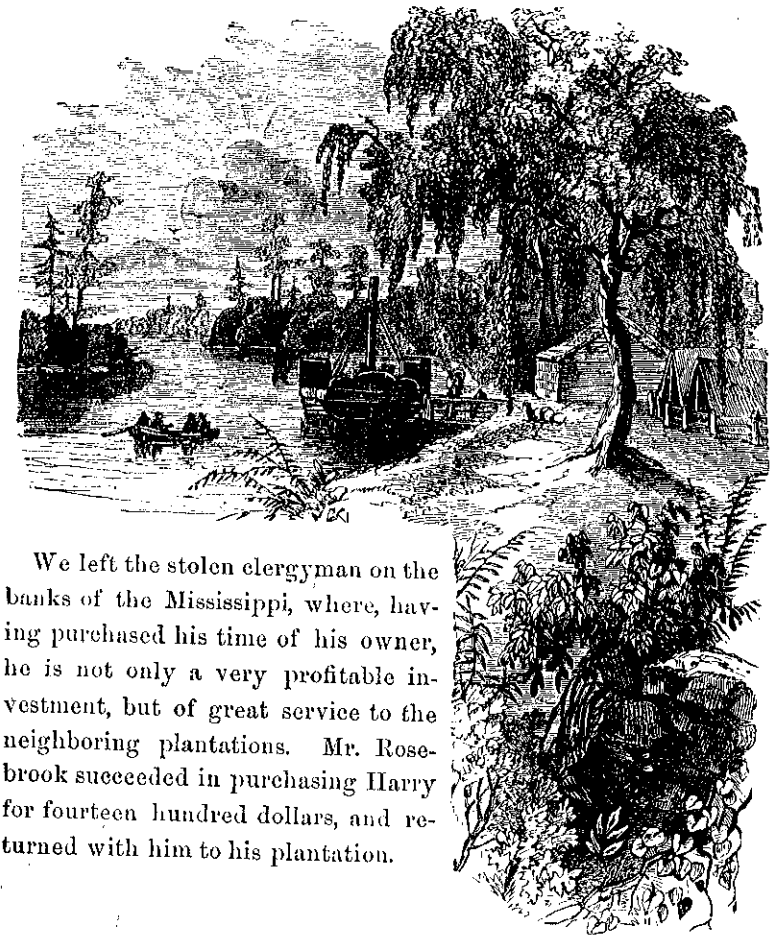 We left the stolen clergyman on the
banks of the Mississippi, where, hav-
ing purchased his time of his owner,
he is not only a very profitable in-
vestment, but of great service to the
neighboring plantations. Mr. Rose-
brook succeeded in purchasing Harry
for fourteen hundred dollars, and re-
turned with him to his plantation.